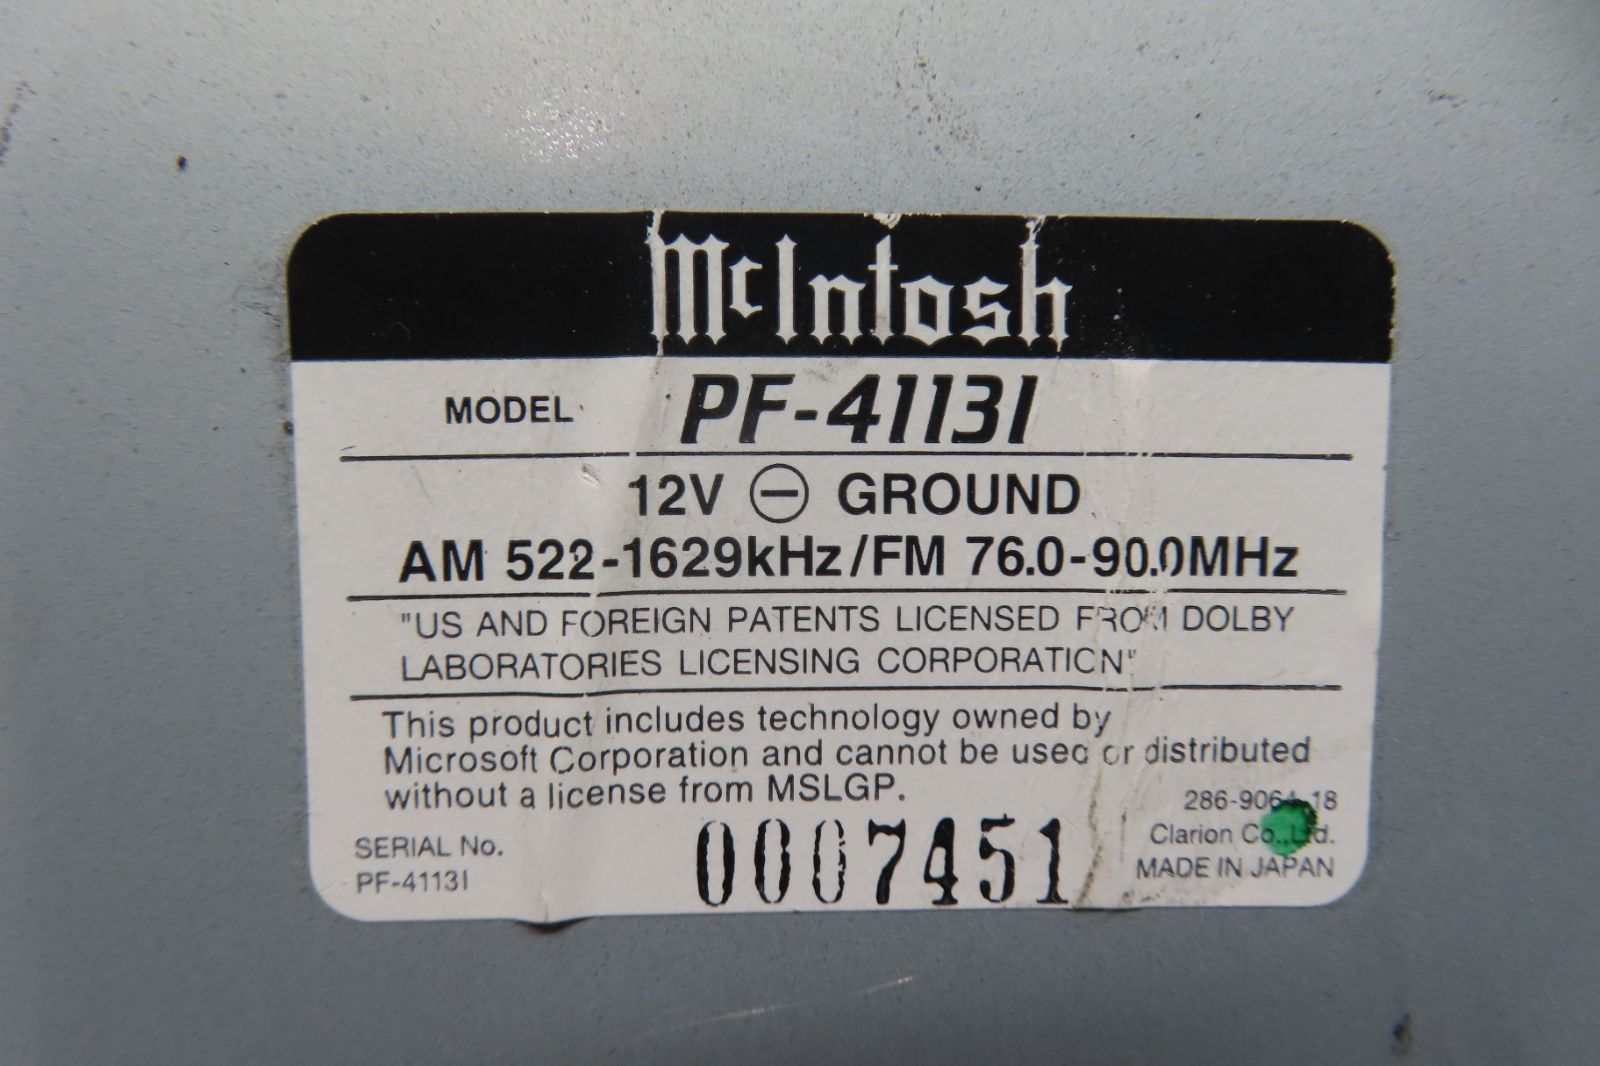 McIntosh
MODEL PF-4113I
12V ⊖ GROUND
AM 522-1629kHz/FM 76.0-90.0MHz
"US AND FOREIGN PATENTS LICENSED FROM DOLBY
LABORATORIES LICENSING CORPORATION"
This product includes technology owned by
Microsoft Corporation and cannot be used or distributed
without a license from MSLGP.
286-9064-18
SERIAL No. 0007451 Clarion Co.,Ltd.
PF-4113I MADE IN JAPAN